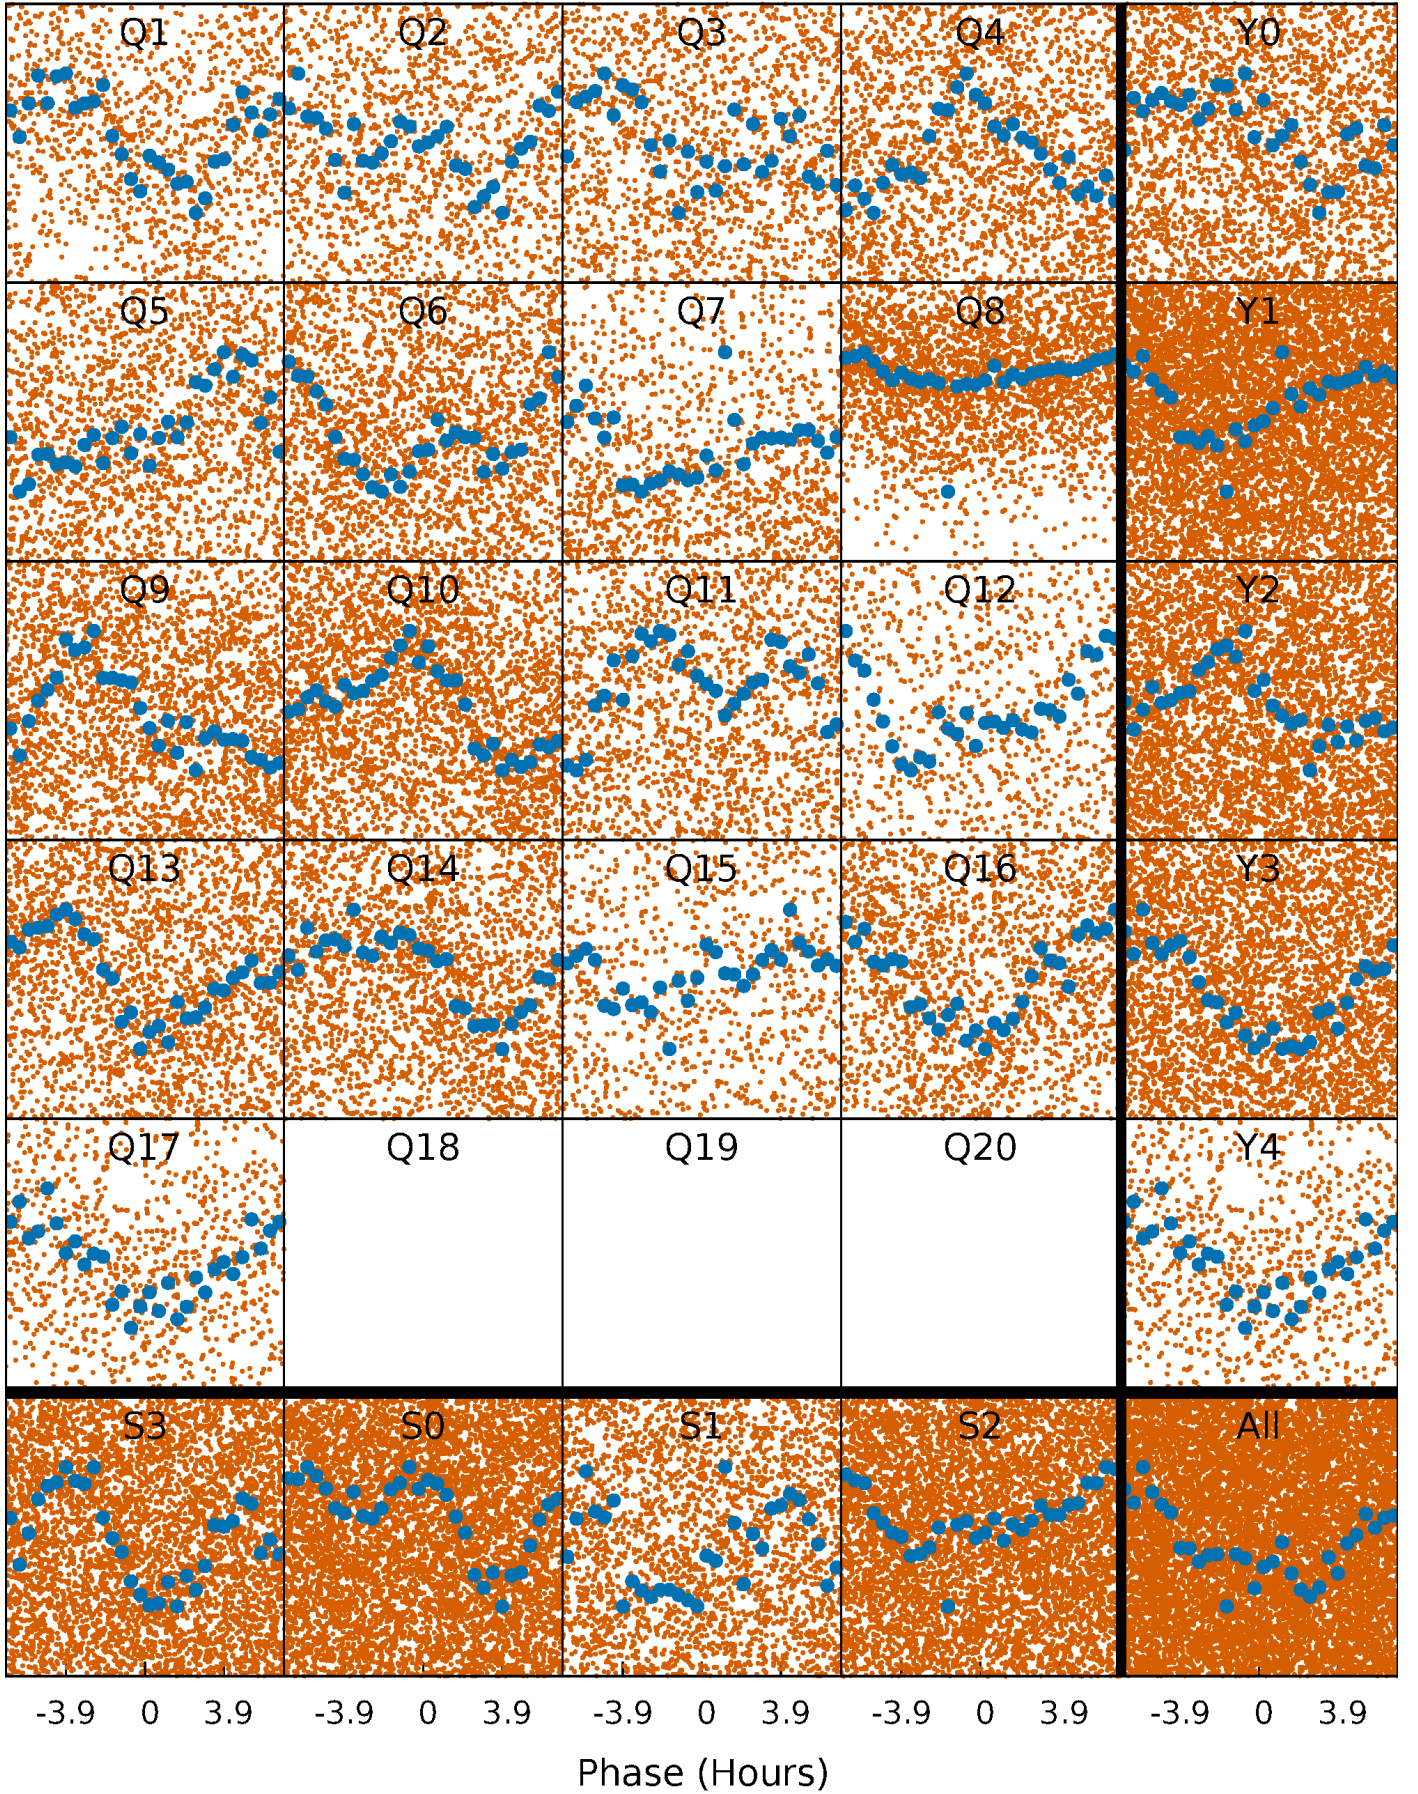 Q1 Q2 Q3 Q4 Y0
Q5 Q6 Q7 Q8 Y1
Q9 Q10 Q11 Q12 Y2
Q13 Q14 Q15 Q16 Y3
Q17 Q18 Q19 Q20 Y4
S3 S0 S1 S2 All
-3.9 0 3.9 -3.9 0 3.9 -3.9 0 3.9 -3.9 0 3.9 -3.9 0 3.9
Phase (Hours)